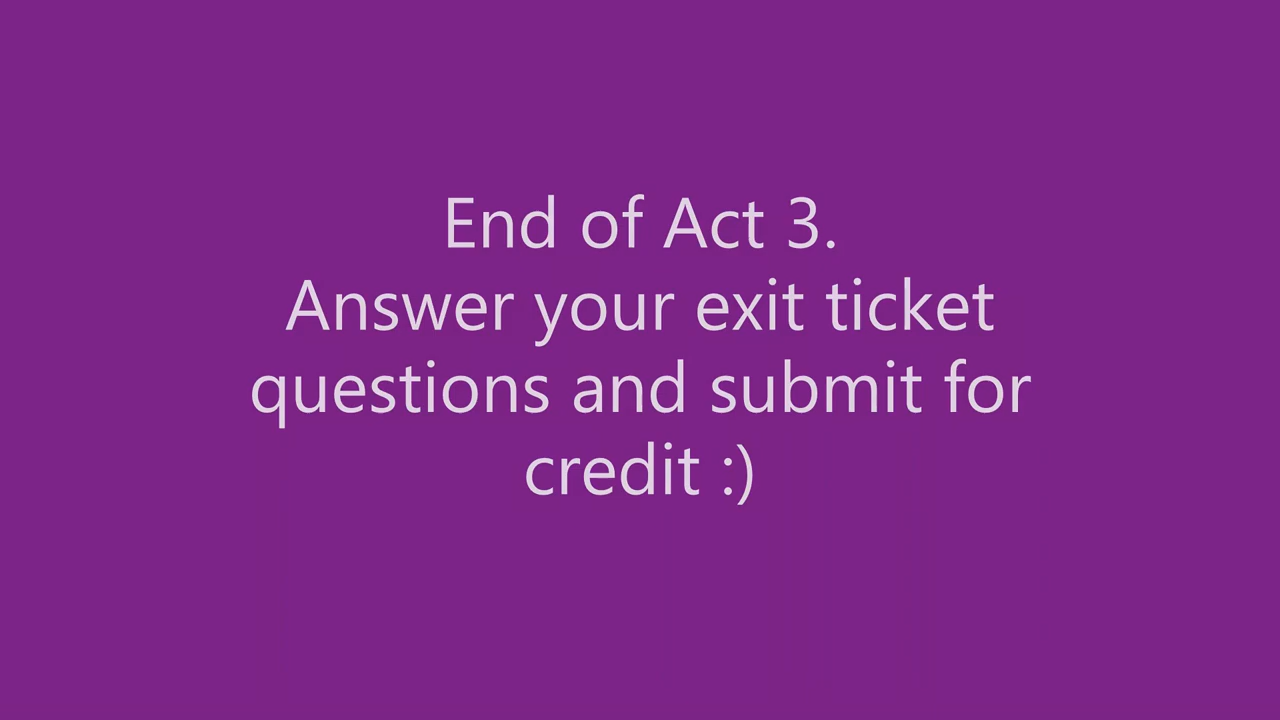 End of Act 3.
Answer your exit ticket
questions and submit for
credit :)